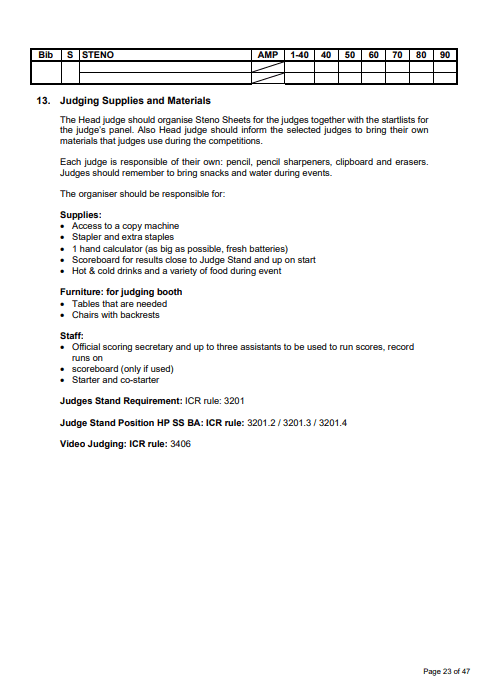 Bib S STENO AMP 1-40 40 50 60 70 80 90
13. Judging Supplies and Materials
The Head judge should organise Steno Sheets for the judges together with the startlists for
the judge's panel. Also Head judge should inform the selected judges to bring their own
materials that judges use during the competitions.
Each judge is responsible of their own: pencil, pencil sharpeners, clipboard and erasers.
Judges should remember to bring snacks and water during events.
The organiser should be responsible for:
Supplies:
• Access to a copy machine
• Stapler and extra staples
• 1 hand calculator (as big as possible, fresh batteries)
• Scoreboard for results close to Judge Stand and up on start
• Hot & cold drinks and a variety of food during event
Furniture: for judging booth
• Tables that are needed
• Chairs with backrests
Staff:
• Official scoring secretary and up to three assistants to be used to run scores, record
runs on
• scoreboard (only if used)
• Starter and co-starter
Judges Stand Requirement: ICR rule: 3201
Judge Stand Position HP SS BA: ICR rule: 3201.2 / 3201.3 / 3201.4
Video Judging: ICR rule: 3406
Page 23 of 47